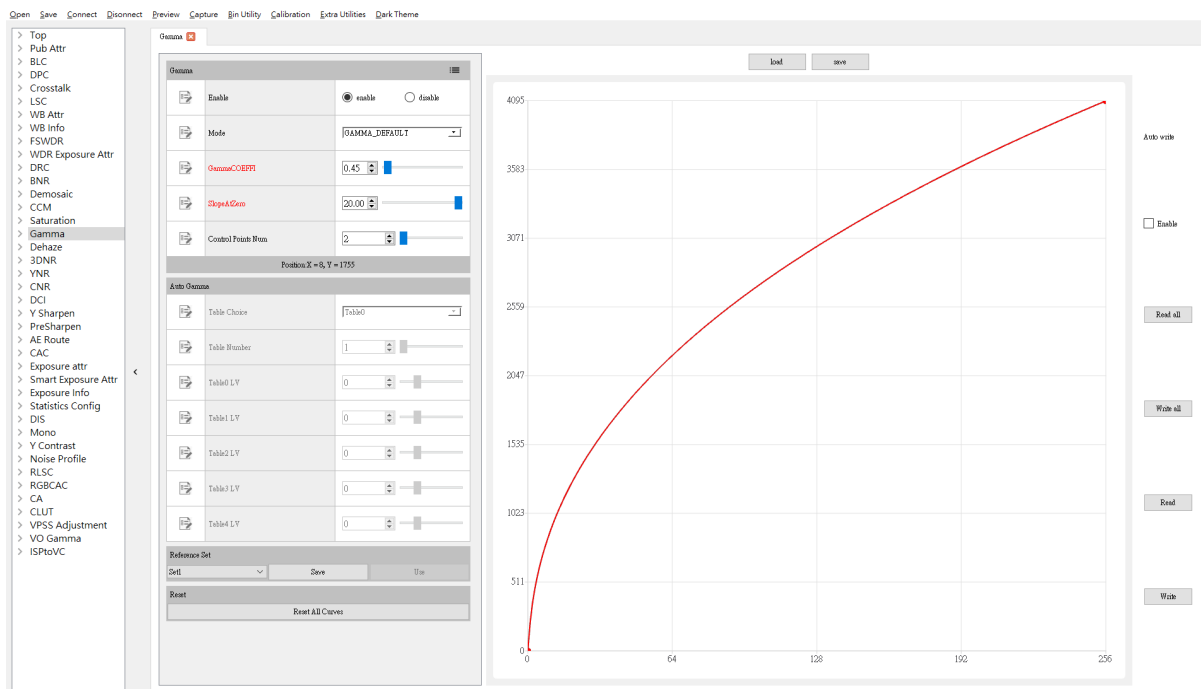 Open Save Connect Disonnect Preview Capture Bin Utility Calibration Extra Utilities Dark Theme
Top
Pub Attr
BLC
DPC
Crosstalk
LSC
WB Attr
WB Info
FSWDR
WDR Exposure Attr
DRC
BNR
Demosaic
CCM
Saturation
Gamma
Dehaze
3DNR
YNR
CNR
DCI
Y Sharpen
PreSharpen
AE Route
CAC
Exposure attr
Smart Exposure Attr
Exposure Info
Statistics Config
DIS
Mono
Y Contrast
Noise Profile
RLSC
RGBCAC
CA
CLUT
VPSS Adjustment
VO Gamma
ISPtoVC
Gamma
Gamma
Enable enable disable
Mode GAMMA_DEFAULT
GammaCOEFFI 0.45
SlopeAtZero 20.00
Control Points Num 2
Position:X = 8, Y = 1755
Auto Gamma
Table Choice Table0
Table Number 1
Table0 LV 0
Table1 LV 0
Table2 LV 0
Table3 LV 0
Table4 LV 0
Reference Set
Set1 Save Use
Reset
Reset All Curves
load save
4095
3583
3071
2559
2047
1535
1023
511
0
0 64 128 192 256
Auto write
Enable
Read all
Write all
Read
Write